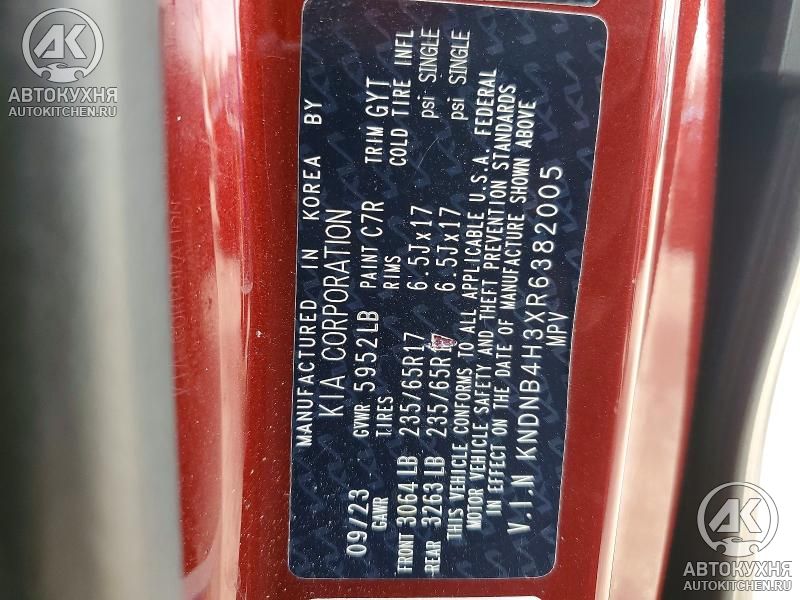 MANUFACTURED IN KOREA BY
KIA CORPORATION
09/23 GVWR 5952LB PAINT C7R TRIM GYT
GAWR TIRES RIMS COLD TIRE INFL
FRONT 3064 LB 235/65R17 6.5Jx17 psi SINGLE
REAR 3263 LB 235/65R17 6.5Jx17 psi SINGLE
THIS VEHICLE CONFORMS TO ALL APPLICABLE U.S.A. FEDERAL
MOTOR VEHICLE SAFETY AND THEFT PREVENTION STANDARDS
IN EFFECT ON THE DATE OF MANUFACTURE SHOWN ABOVE
V.I.N KNDNB4H3XR6382005
MPV
AK
АВТОКУХНЯ
AUTOKITCHEN.RU
AK
АВТОКУХНЯ
AUTOKITCHEN.RU